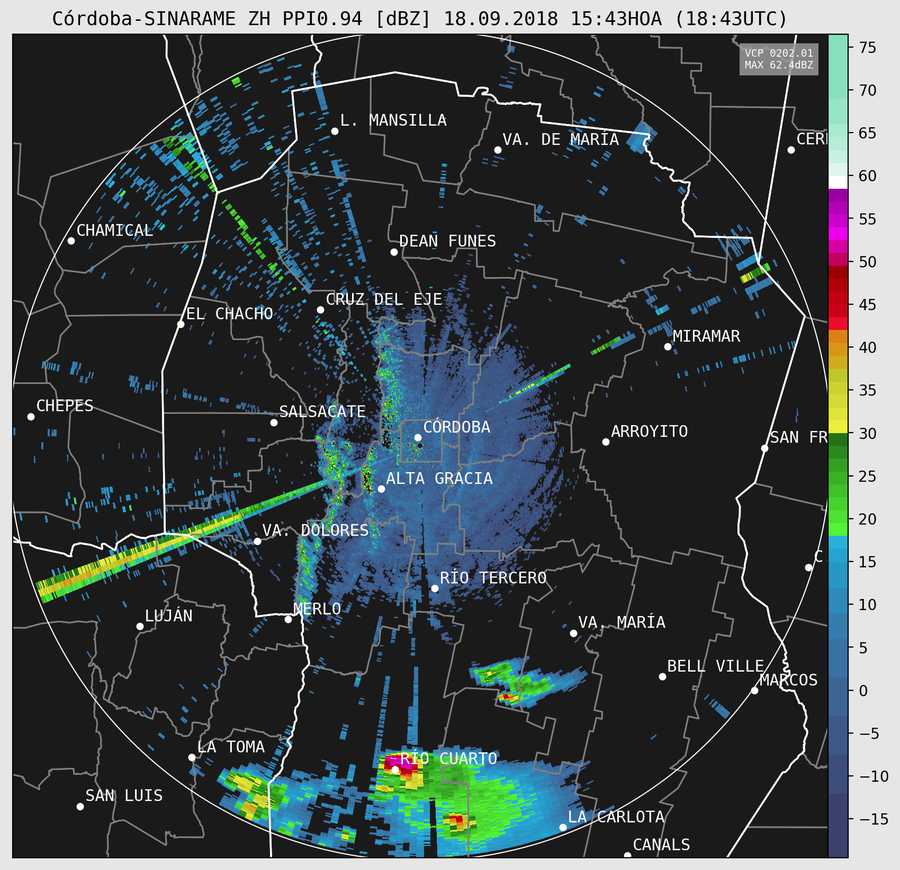 Córdoba-SINARAME ZH PPI0.94 [dBZ] 18.09.2018 15:43HOA (18:43UTC)
VCP 0202.01
MAX 62.4dBZ
75
70
65
60
55
50
45
40
35
30
25
20
15
10
5
0
−5
−10
−15
L. MANSILLA
VA. DE MARÍA
CER
CHAMICAL
DEAN FUNES
CRUZ DEL EJE
EL CHACHO
MIRAMAR
CHEPES
SALSACATE
CÓRDOBA
ARROYITO
SAN FR
ALTA GRACIA
VA. DOLORES
C
RÍO TERCERO
LUJÁN
MERLO
VA. MARÍA
BELL VILLE
MARCOS
LA TOMA
RÍO CUARTO
SAN LUIS
LA CARLOTA
CANALS